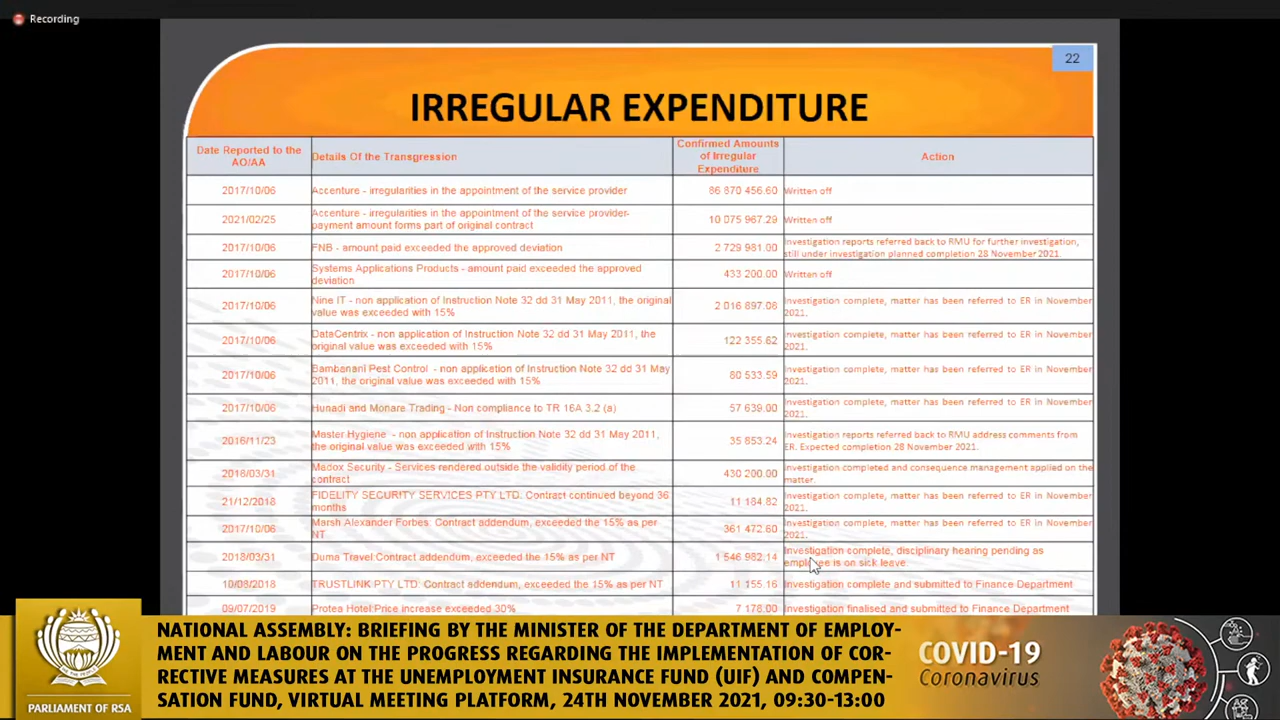 Recording
22
IRREGULAR EXPENDITURE
Date Reported to the AO/AA Details Of the Transgression Confirmed Amounts of Irregular Expenditure Action
2017/10/06 Accenture - irregularities in the appointment of the service provider 86 870 456.60 Written off
2021/02/25 Accenture - irregularities in the appointment of the service provider- payment amount forms part of original contract 10 075 967.29 Written off
2017/10/06 FNB - amount paid exceeded the approved deviation 2 729 981.00 Investigation reports referred back to RMU for further investigation, still under investigation planned completion 28 November 2021.
2017/10/06 Systems Applications Products - amount paid exceeded the approved deviation 433 200.00 Written off
2017/10/06 Nine IT - non application of Instruction Note 32 dd 31 May 2011, the original value was exceeded with 15% 2 016 897.08 Investigation complete, matter has been referred to ER in November 2021.
2017/10/06 DataCentrix - non application of Instruction Note 32 dd 31 May 2011, the original value was exceeded with 15% 122 355.62 Investigation complete, matter has been referred to ER in November 2021.
2017/10/06 Bambanani Pest Control - non application of Instruction Note 32 dd 31 May 2011, the original value was exceeded with 15% 80 533.59 Investigation complete, matter has been referred to ER in November 2021.
2017/10/06 Hunadi and Monare Trading - Non compliance to TR 16A 3.2 (a) 57 639.00 Investigation complete, matter has been referred to ER in November 2021.
2016/11/23 Master Hygiene - non application of Instruction Note 32 dd 31 May 2011, the original value was exceeded with 15% 35 853.24 Investigation reports referred back to RMU address comments from ER. Expected completion 28 November 2021.
2018/03/31 Madox Security - Services rendered outside the validity period of the contract 430 200.00 Investigation completed and consequence management applied on the matter.
21/12/2018 FIDELITY SECURITY SERVICES PTY LTD. Contract continued beyond 36 months 11 184.82 Investigation complete, matter has been referred to ER in November 2021.
2017/10/06 Marsh Alexander Forbes: Contract addendum, exceeded the 15% as per NT 361 472.60 Investigation complete, matter has been referred to ER in November 2021.
2018/03/31 Duma Travel Contract addendum, exceeded the 15% as per NT 1 546 982.14 Investigation complete, disciplinary hearing pending as employee is on sick leave.
10/08/2018 TRUSTLINK PTY LTD: Contract addendum, exceeded the 15% as per NT 11 155.16 Investigation complete and submitted to Finance Department
09/07/2019 Protea Hotel:Price increase exceeded 30% 7 178.00 Investigation finalised and submitted to Finance Department
PARLIAMENT OF RSA
NATIONAL ASSEMBLY: BRIEFING BY THE MINISTER OF THE DEPARTMENT OF EMPLOY-
MENT AND LABOUR ON THE PROGRESS REGARDING THE IMPLEMENTATION OF COR-
RECTIVE MEASURES AT THE UNEMPLOYMENT INSURANCE FUND (UIF) AND COMPEN-
SATION FUND, VIRTUAL MEETING PLATFORM, 24TH NOVEMBER 2021, 09:30-13:00
COVID-19
Coronavirus